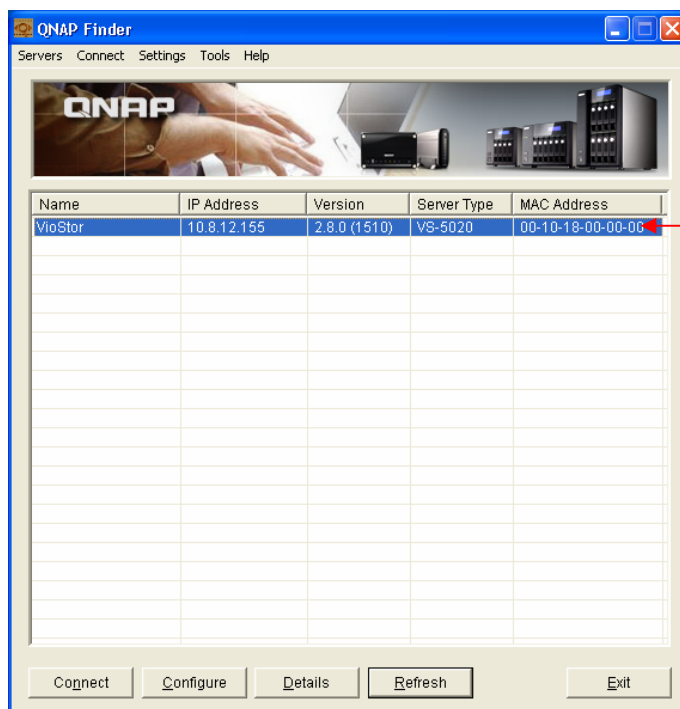 QNAP Finder
Servers Connect Settings Tools Help
QNAP
Name IP Address Version Server Type MAC Address
VioStor 10.8.12.155 2.8.0 (1510) VS-5020 00-10-18-00-00-00
Connect Configure Details Refresh Exit